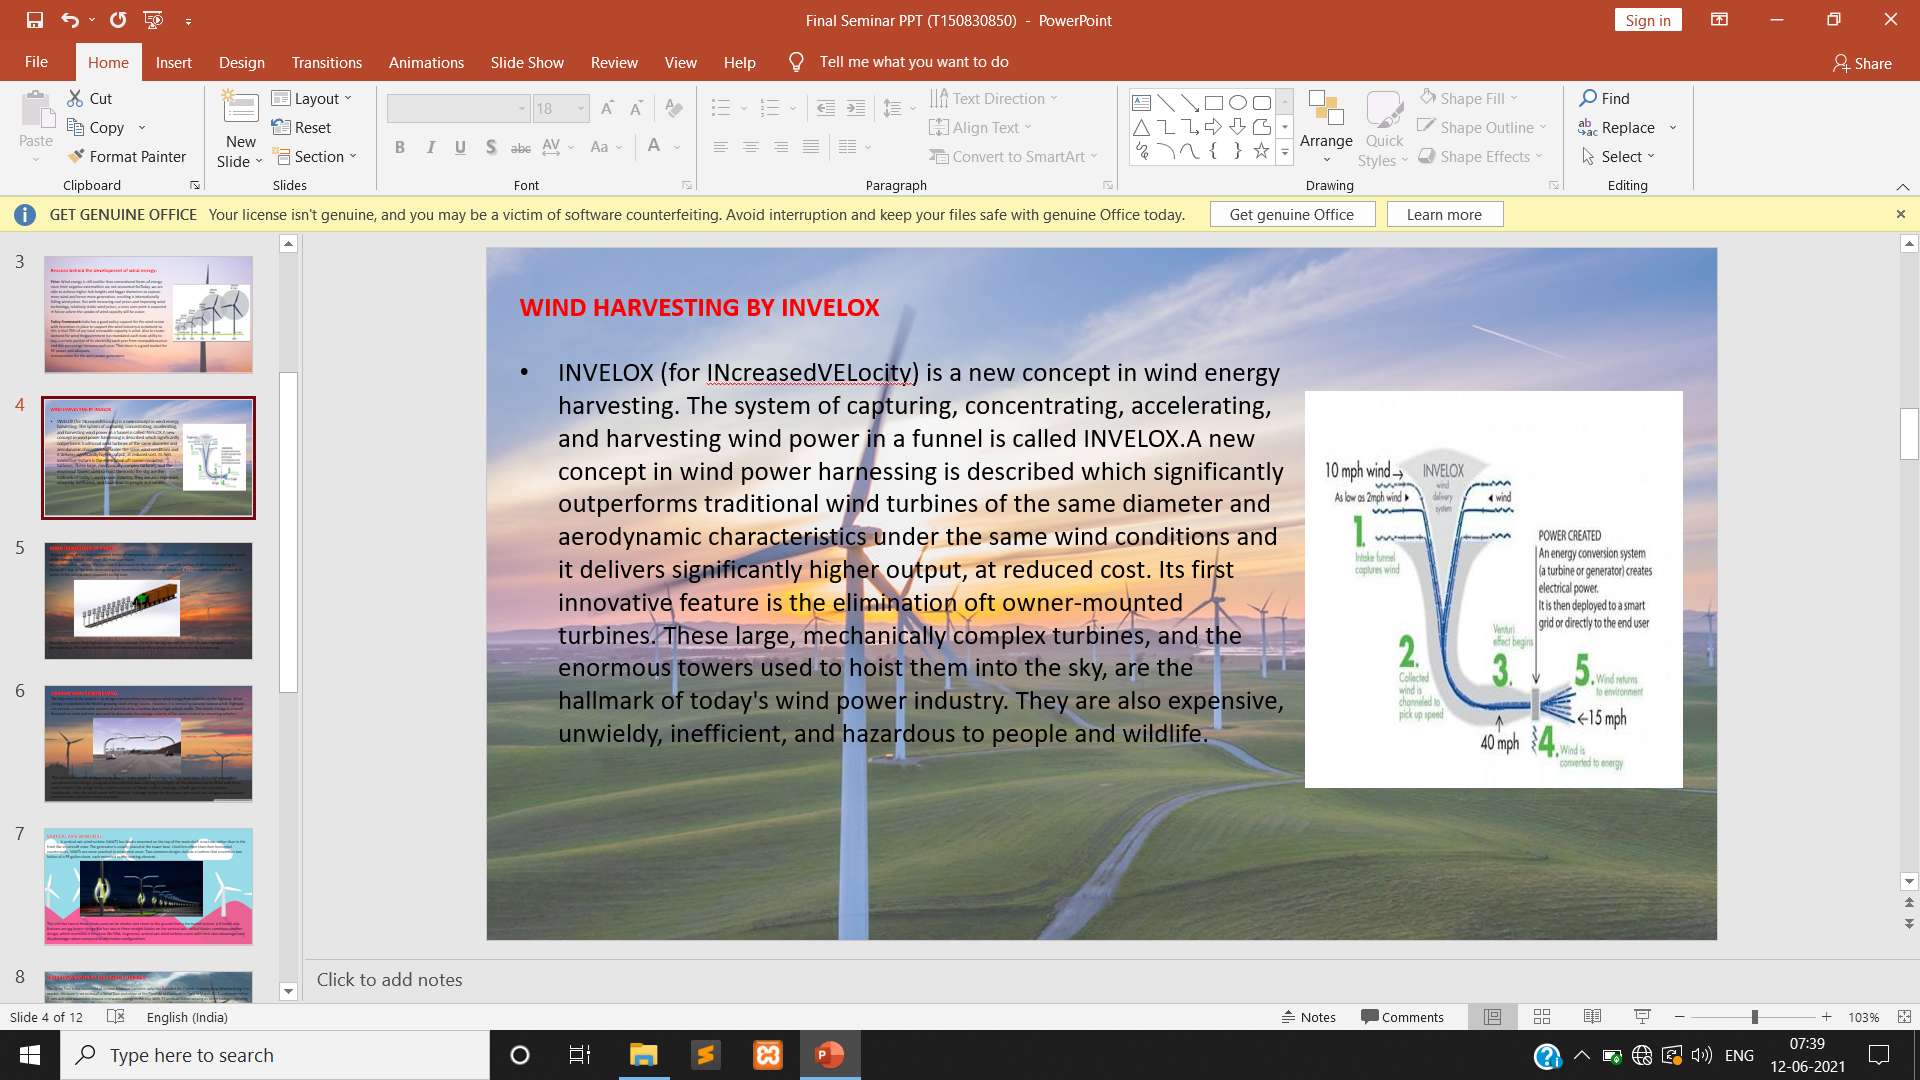 Final Seminar PPT (T150830850) - PowerPoint
Sign in
File Home Insert Design Transitions Animations Slide Show Review View Help Tell me what you want to do
Share
Paste
Cut
Copy
Format Painter
Clipboard
New Slide
Layout
Reset
Section
Slides
18
Font
Text Direction
Align Text
Convert to SmartArt
Paragraph
Arrange
Quick Styles
Shape Fill
Shape Outline
Shape Effects
Drawing
Find
Replace
Select
Editing
GET GENUINE OFFICE Your license isn't genuine, and you may be a victim of software counterfeiting. Avoid interruption and keep your files safe with genuine Office today.
Get genuine Office
Learn more
3
4
5
6
7
8
WIND HARVESTING BY INVELOX
• INVELOX (for INcreasedVELocity) is a new concept in wind energy
harvesting. The system of capturing, concentrating, accelerating,
and harvesting wind power in a funnel is called INVELOX.A new
concept in wind power harnessing is described which significantly
outperforms traditional wind turbines of the same diameter and
aerodynamic characteristics under the same wind conditions and
it delivers significantly higher output, at reduced cost. Its first
innovative feature is the elimination oft owner-mounted
turbines. These large, mechanically complex turbines, and the
enormous towers used to hoist them into the sky, are the
hallmark of today's wind power industry. They are also expensive,
unwieldy, inefficient, and hazardous to people and wildlife.
10 mph wind
As low as 2mph wind
INVELOX
wind
delivery
system
wind
1.
Intake funnel
captures wind
POWER CREATED
An energy conversion system
(a turbine or generator) creates
electrical power.
It is then deployed to a smart
grid or directly to the end user
2.
Collected
wind is
channeled to
pick up speed
Venturi
effect begins
3.
40 mph
4.
Wind is
converted to energy
5.
Wind returns
to environment
15 mph
Click to add notes
Slide 4 of 12
English (India)
Notes
Comments
103%
Type here to search
ENG
07:39
12-06-2021